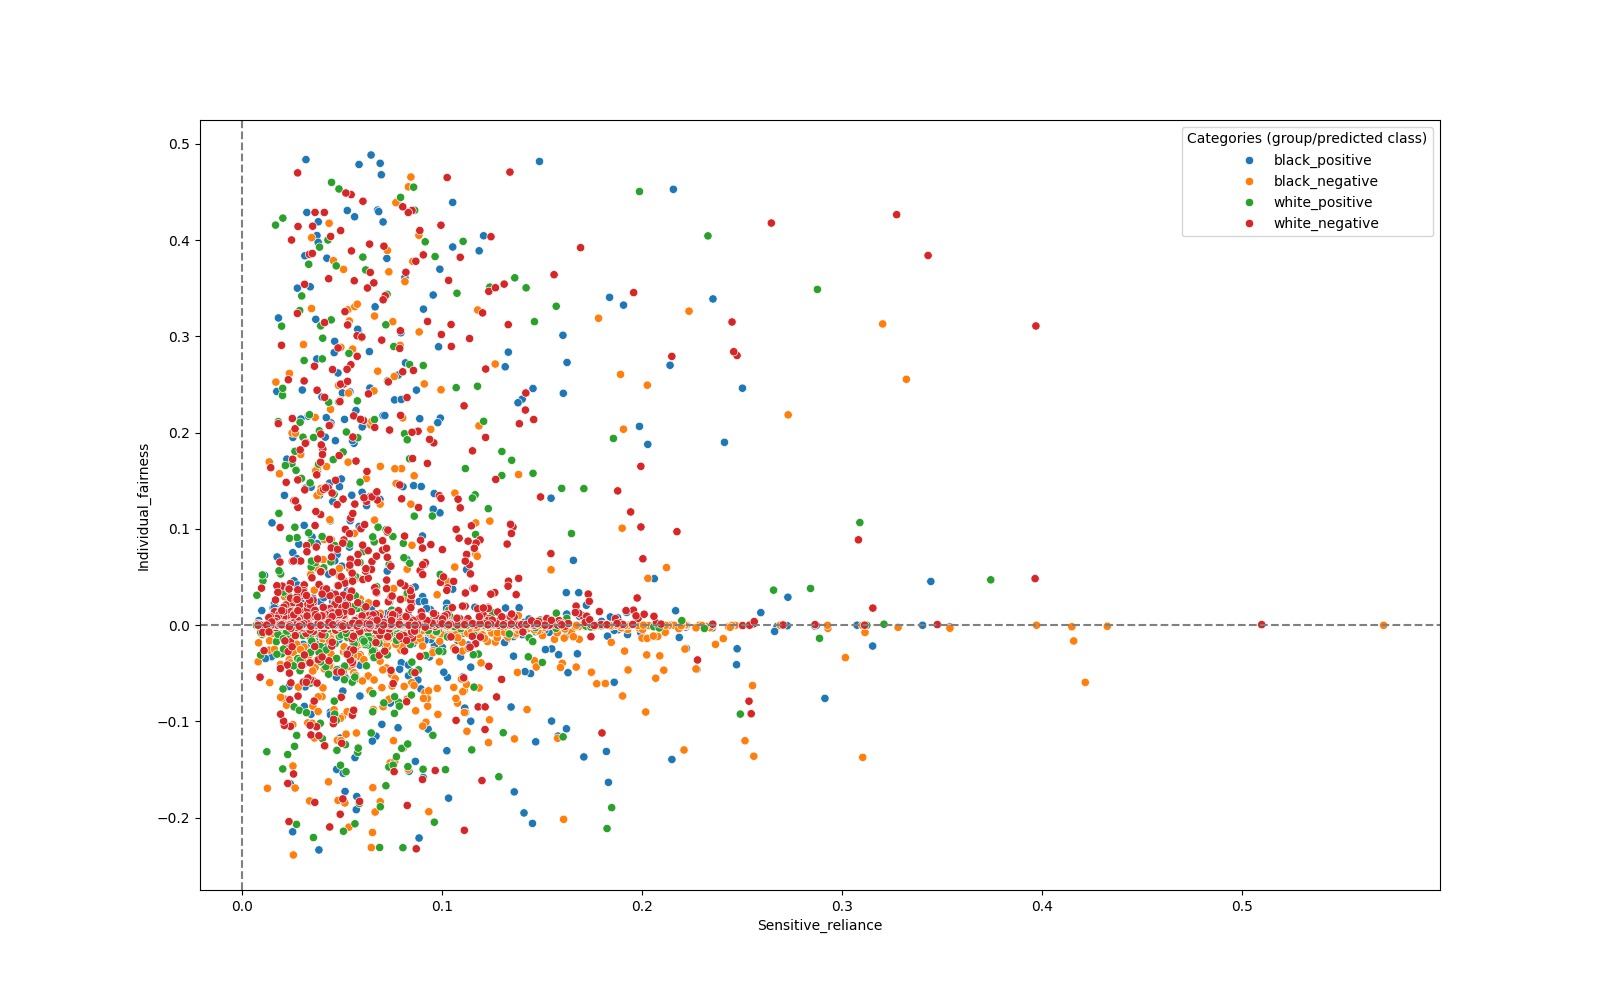 Categories (group/predicted class)
black_positive
black_negative
white_positive
white_negative
0.5
0.4
0.3
0.2
0.1
0.0
−0.1
−0.2
Individual_fairness
0.0
0.1
0.2
0.3
0.4
0.5
Sensitive_reliance